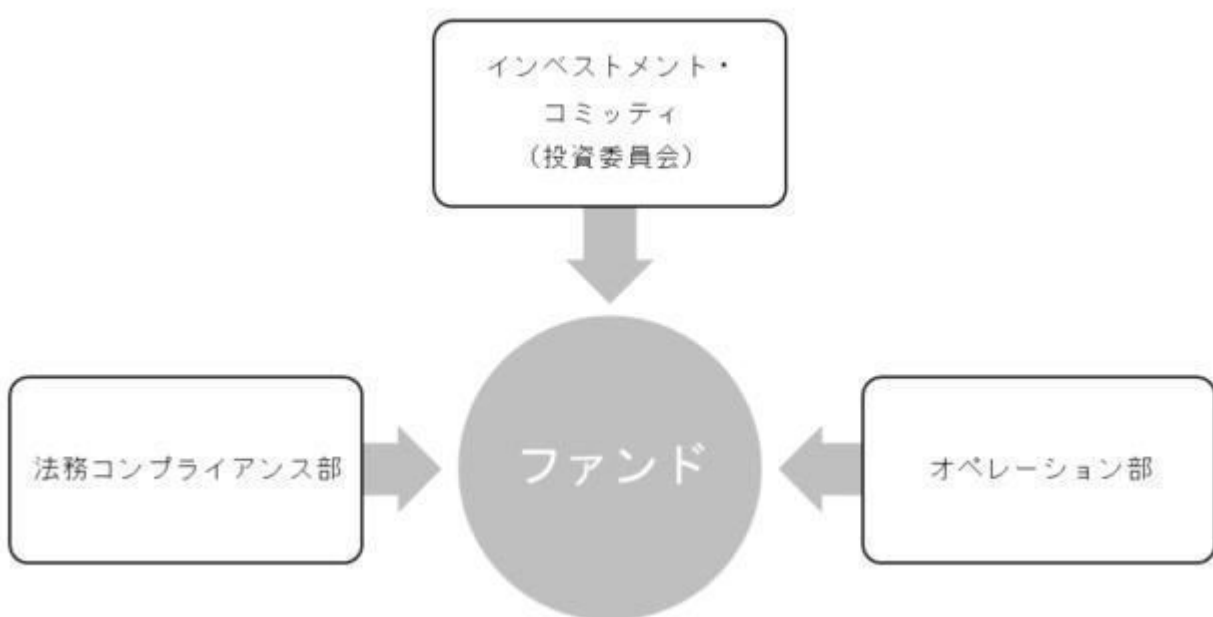 インベストメント・
コミッティ
(投資委員会)
法務コンプライアンス部
ファンド
オペレーション部